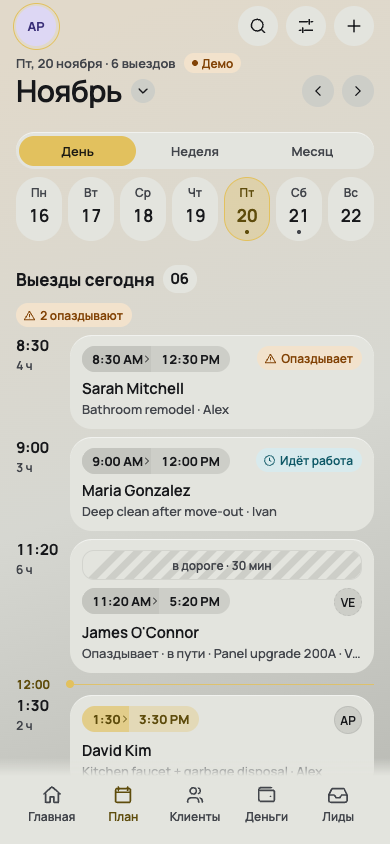 AP
Пт, 20 ноября · 6 выездов
Демо
Ноябрь
День Неделя Месяц
Пн Вт Ср Чт Пт Сб Вс
16 17 18 19 20 21 22
Выезды сегодня 06
2 опаздывают
8:30
4 ч
8:30 AM 12:30 PM
Опаздывает
Sarah Mitchell
Bathroom remodel · Alex
9:00
3 ч
9:00 AM 12:00 PM
Идёт работа
Maria Gonzalez
Deep clean after move-out · Ivan
11:20
6 ч
в дороге · 30 мин
11:20 AM 5:20 PM
VE
James O'Connor
Опаздывает · в пути · Panel upgrade 200A · V...
12:00
1:30
2 ч
1:30 3:30 PM
AP
David Kim
Kitchen faucet + garbage disposal · Alex
Главная План Клиенты Деньги Лиды